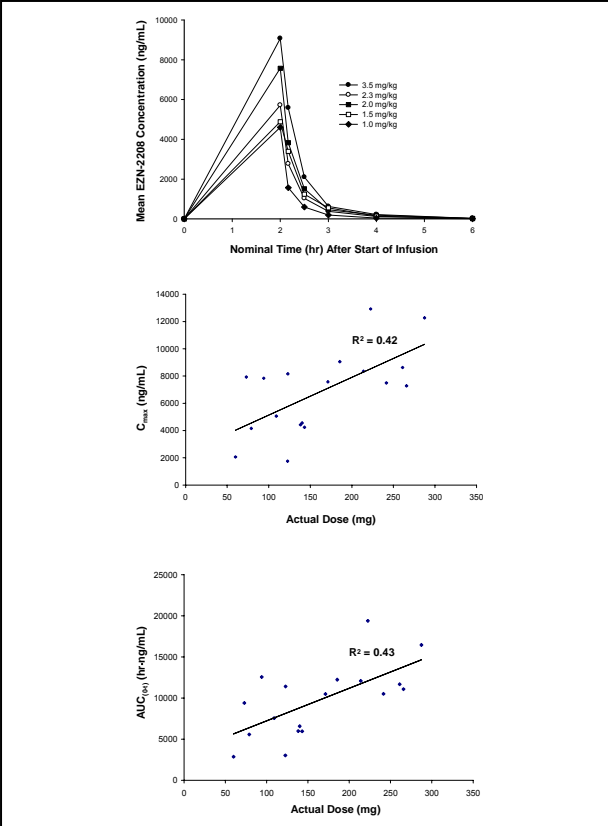 Mean EZN-2208 Concentration (ng/mL)
10000
8000
6000
4000
2000
0
3.5 mg/kg
2.3 mg/kg
2.0 mg/kg
1.5 mg/kg
1.0 mg/kg
0 1 2 3 4 5 6
Nominal Time (hr) After Start of Infusion
Cmax (ng/mL)
14000
12000
10000
8000
6000
4000
2000
0
R² = 0.42
0 50 100 150 200 250 300 350
Actual Dose (mg)
25000
20000
15000
10000
5000
0
AUC (hr-ng/mL)
R² = 0.43
0 50 100 150 200 250 300 350
Actual Dose (mg)